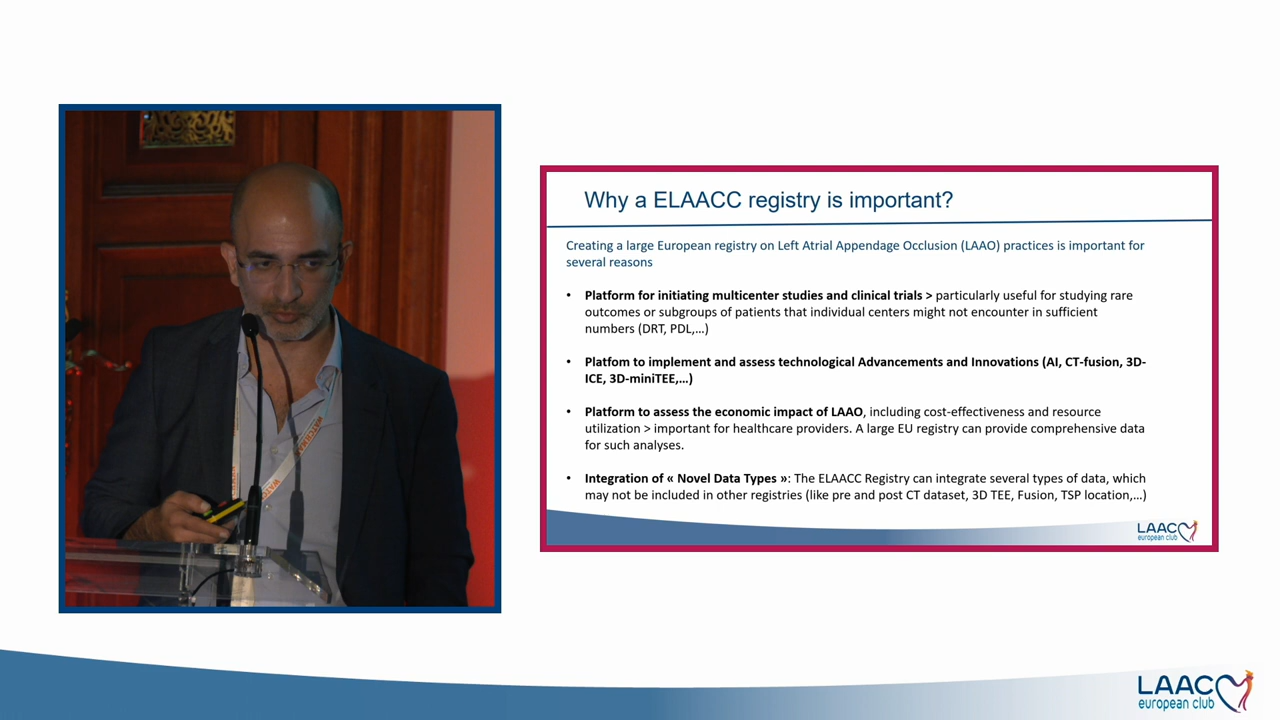 Why a ELAACC registry is important?
Creating a large European registry on Left Atrial Appendage Occlusion (LAAO) practices is important for
several reasons
• Platform for initiating multicenter studies and clinical trials > particularly useful for studying rare
outcomes or subgroups of patients that individual centers might not encounter in sufficient
numbers (DRT, PDL,...)
• Platfom to implement and assess technological Advancements and Innovations (AI, CT-fusion, 3D-
ICE, 3D-miniTEE,...)
• Platform to assess the economic impact of LAAO, including cost-effectiveness and resource
utilization > important for healthcare providers. A large EU registry can provide comprehensive data
for such analyses.
• Integration of « Novel Data Types »: The ELAACC Registry can integrate several types of data, which
may not be included in other registries (like pre and post CT dataset, 3D TEE, Fusion, TSP location,...)
LAAC
european club
LAAC
european club